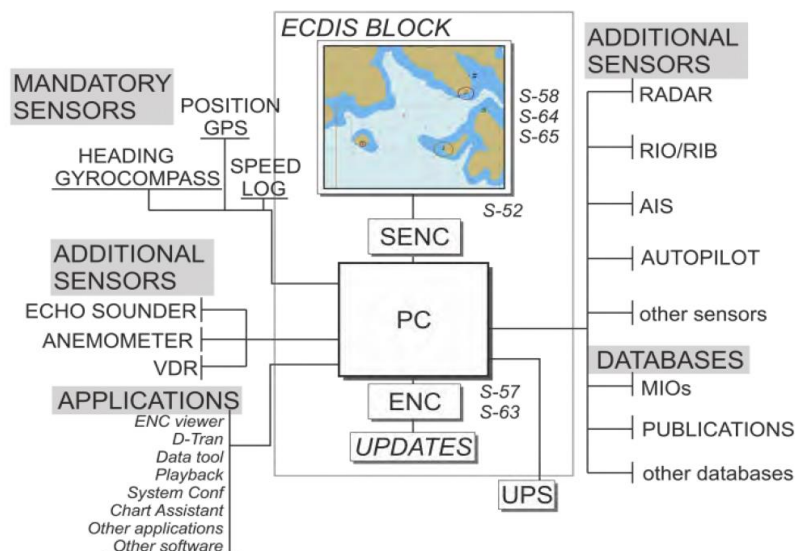 ECDIS BLOCK
MANDATORY
SENSORS
POSITION
GPS
HEADING
GYROCOMPASS
SPEED
LOG
S-58
S-64
S-65
S-52
SENC
PC
ENC
S-57
S-63
UPDATES
UPS
ADDITIONAL
SENSORS
ECHO SOUNDER
ANEMOMETER
VDR
APPLICATIONS
ENC viewer
D-Tran
Data tool
Playback
System Conf
Chart Assistant
Other applications
Other software
ADDITIONAL
SENSORS
RADAR
RIO/RIB
AIS
AUTOPILOT
other sensors
DATABASES
MIOs
PUBLICATIONS
other databases